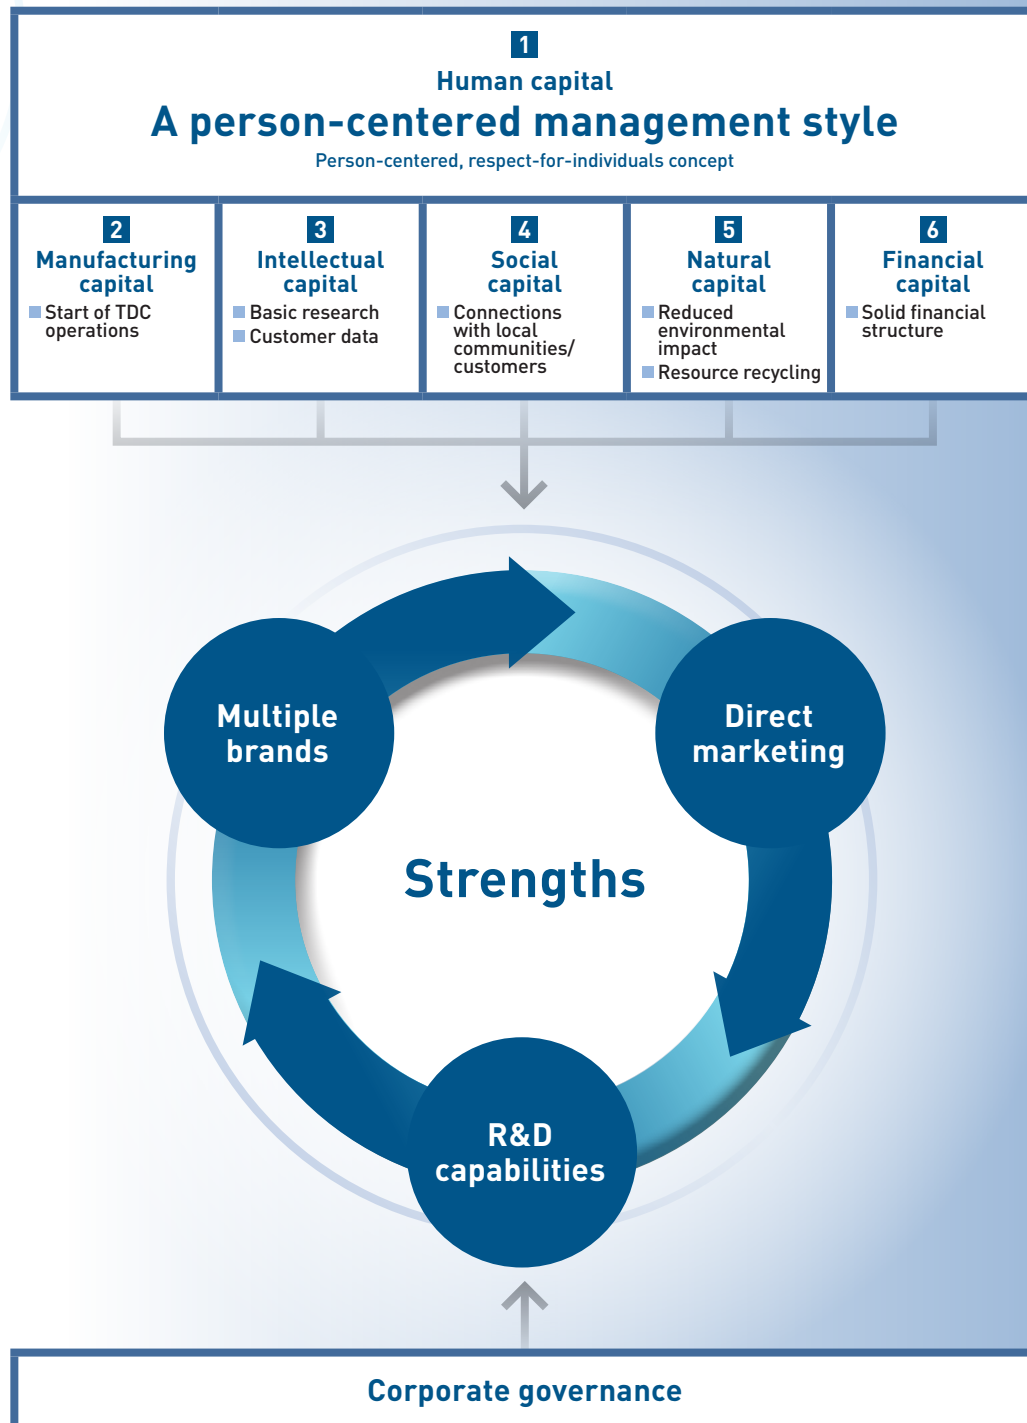 1
Human capital
A person-centered management style
Person-centered, respect-for-individuals concept
2
Manufacturing
capital
Start of TDC
operations
3
Intellectual
capital
Basic research
Customer data
4
Social
capital
Connections
with local
communities/
customers
5
Natural
capital
Reduced
environmental
impact
Resource recycling
6
Financial
capital
Solid financial
structure
Multiple
brands
Direct
marketing
Strengths
R&D
capabilities
Corporate governance